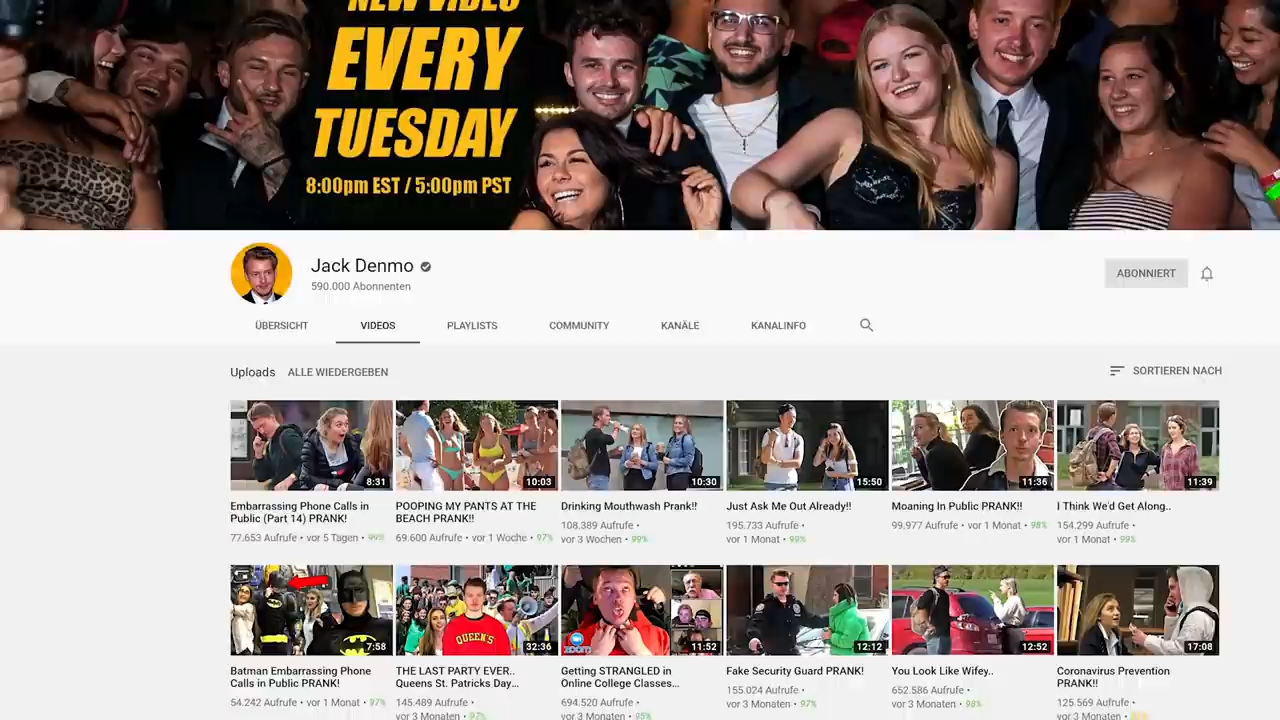 NEW VIDEO
EVERY
TUESDAY
8:00pm EST / 5:00pm PST
Jack Denmo
590.000 Abonnenten
ABONNIERT
ÜBERSICHT VIDEOS PLAYLISTS COMMUNITY KANÄLE KANALINFO
Uploads ALLE WIEDERGEBEN SORTIEREN NACH
8:31
Embarrassing Phone Calls in
Public (Part 14) PRANK!
77.653 Aufrufe • vor 5 Tagen • 99%
10:03
POOPING MY PANTS AT THE
BEACH PRANK!!
69.600 Aufrufe • vor 1 Woche • 97%
10:30
Drinking Mouthwash Prank!!
108.389 Aufrufe •
vor 3 Wochen • 99%
15:50
Just Ask Me Out Already!!
195.733 Aufrufe •
vor 1 Monat • 99%
11:36
Moaning In Public PRANK!!
99.977 Aufrufe • vor 1 Monat • 98%
11:39
I Think We'd Get Along..
154.299 Aufrufe •
vor 1 Monat • 99%
7:58
Batman Embarrassing Phone
Calls in Public PRANK!
54.242 Aufrufe • vor 1 Monat • 97%
QUEEN'S
32:36
THE LAST PARTY EVER..
Queens St. Patricks Day...
145.489 Aufrufe •
vor 3 Monaten • 97%
zoom
11:52
Getting STRANGLED in
Online College Classes...
694.520 Aufrufe •
vor 3 Monaten • 95%
12:12
Fake Security Guard PRANK!
155.024 Aufrufe •
vor 3 Monaten • 97%
12:52
You Look Like Wifey..
652.586 Aufrufe •
vor 3 Monaten • 98%
17:08
Coronavirus Prevention
PRANK!!
125.569 Aufrufe •
vor 3 Monaten •